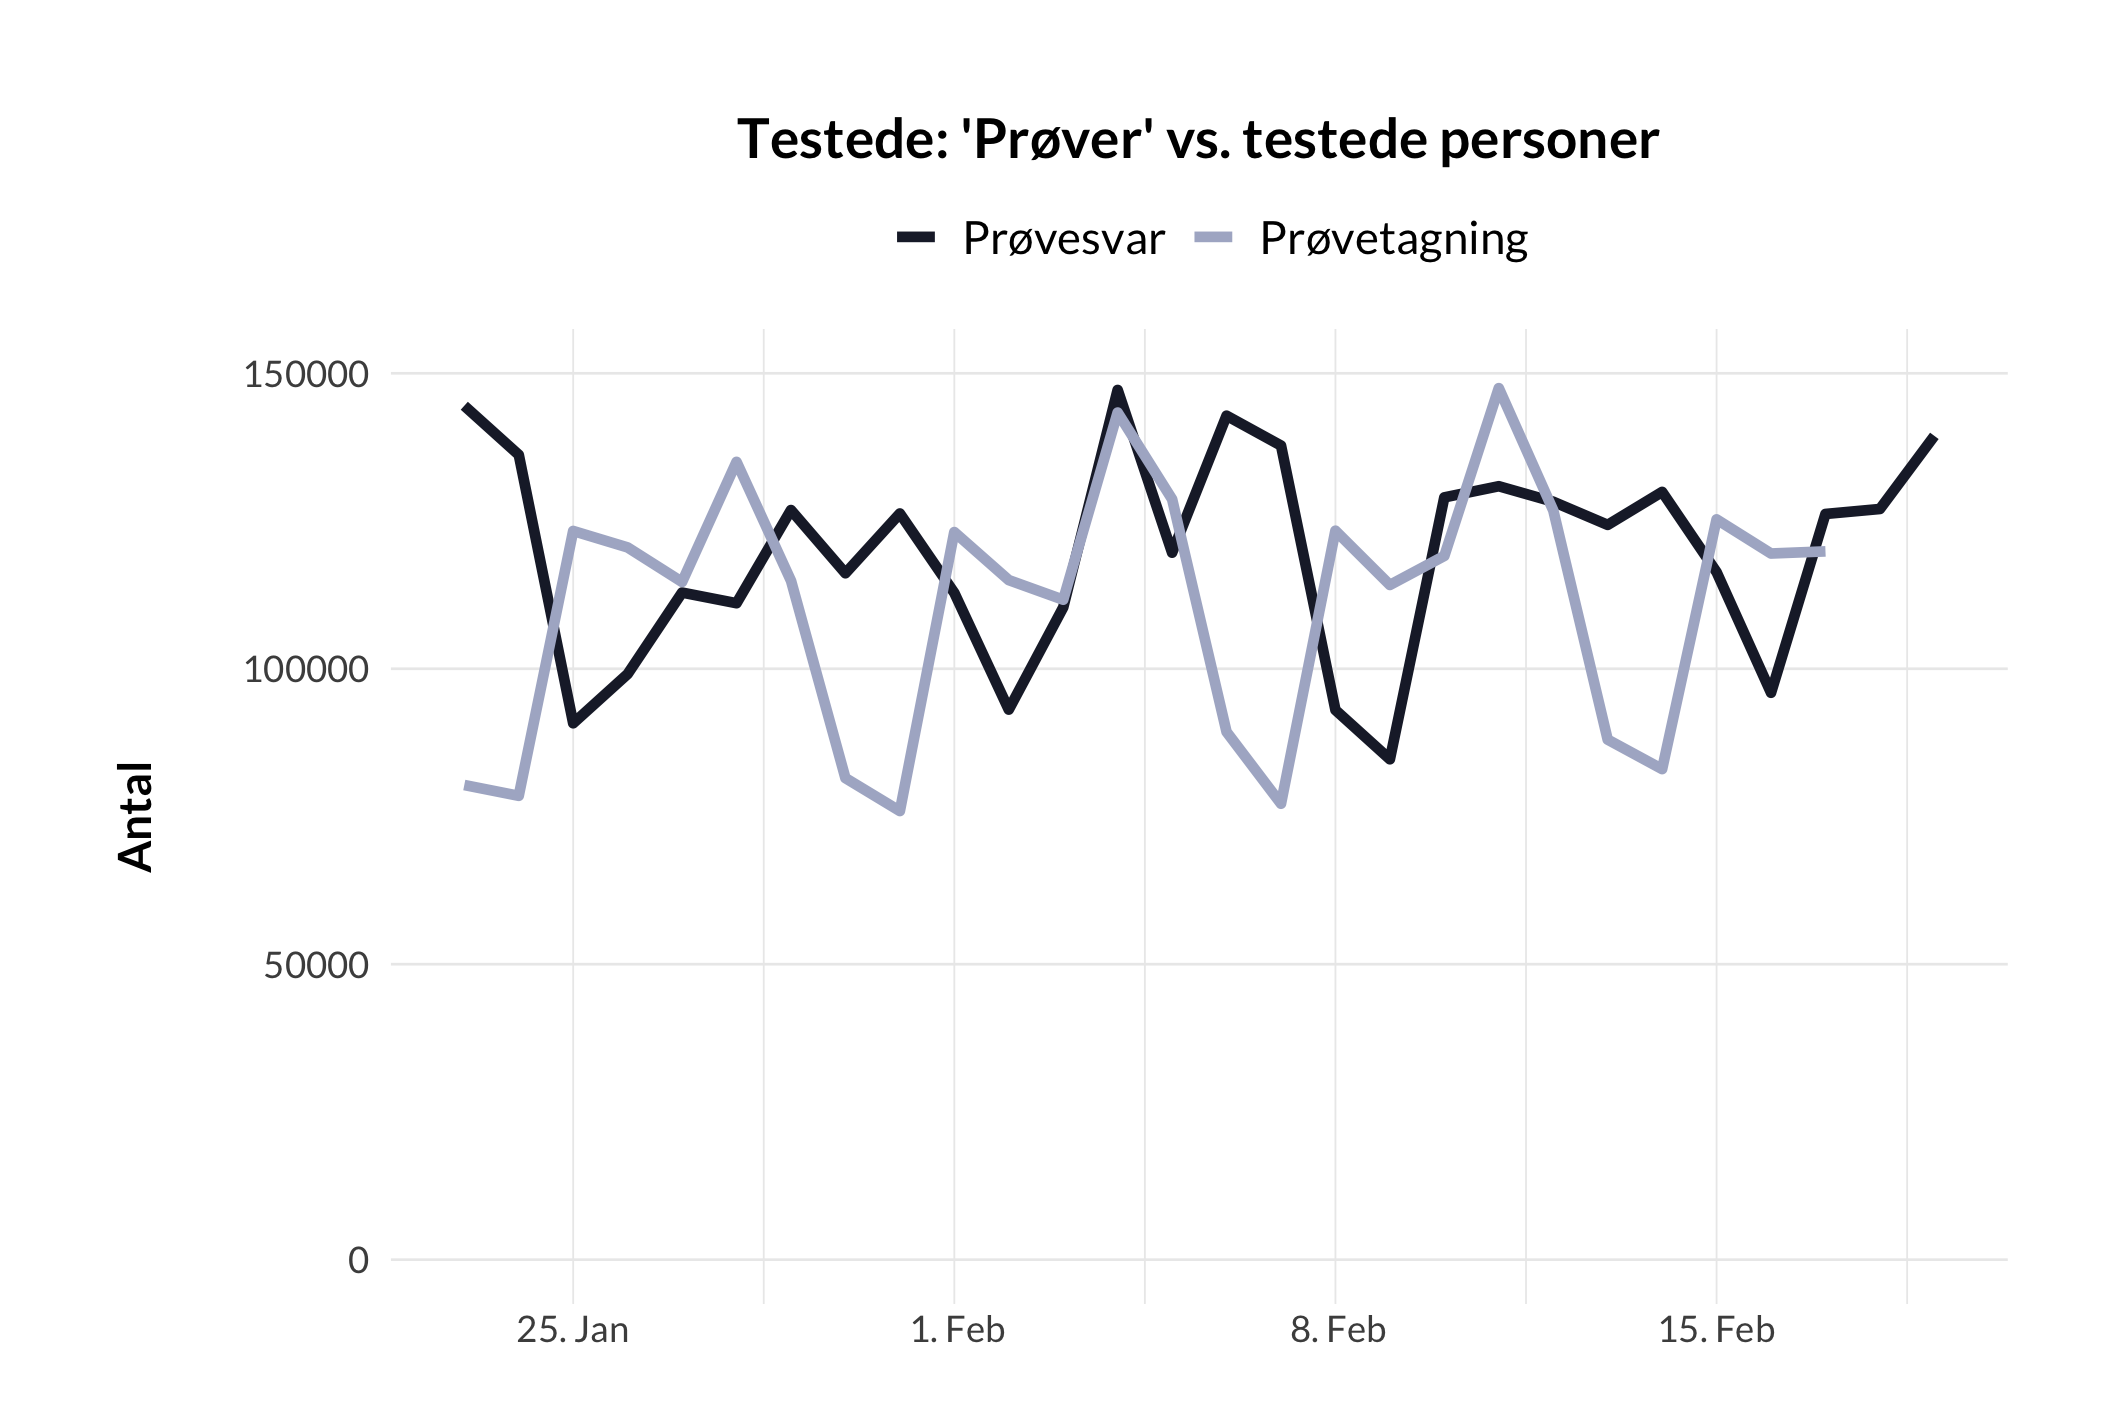 Testede: 'Prøver' vs. testede personer
Prøvesvar Prøvetagning
150000
100000
50000
0
Antal
25. Jan 1. Feb 8. Feb 15. Feb